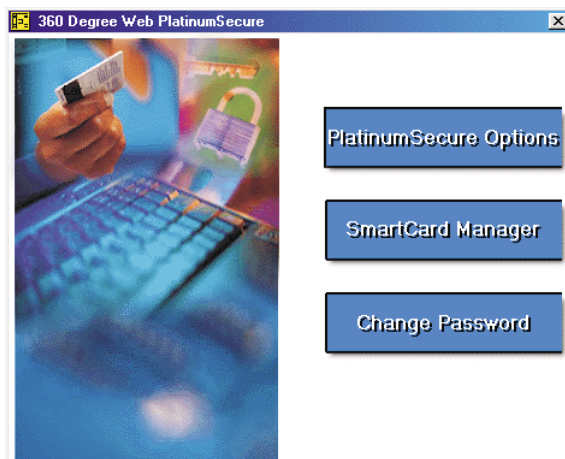 360 Degree Web PlatinumSecure
PlatinumSecure Options
SmartCard Manager
Change Password